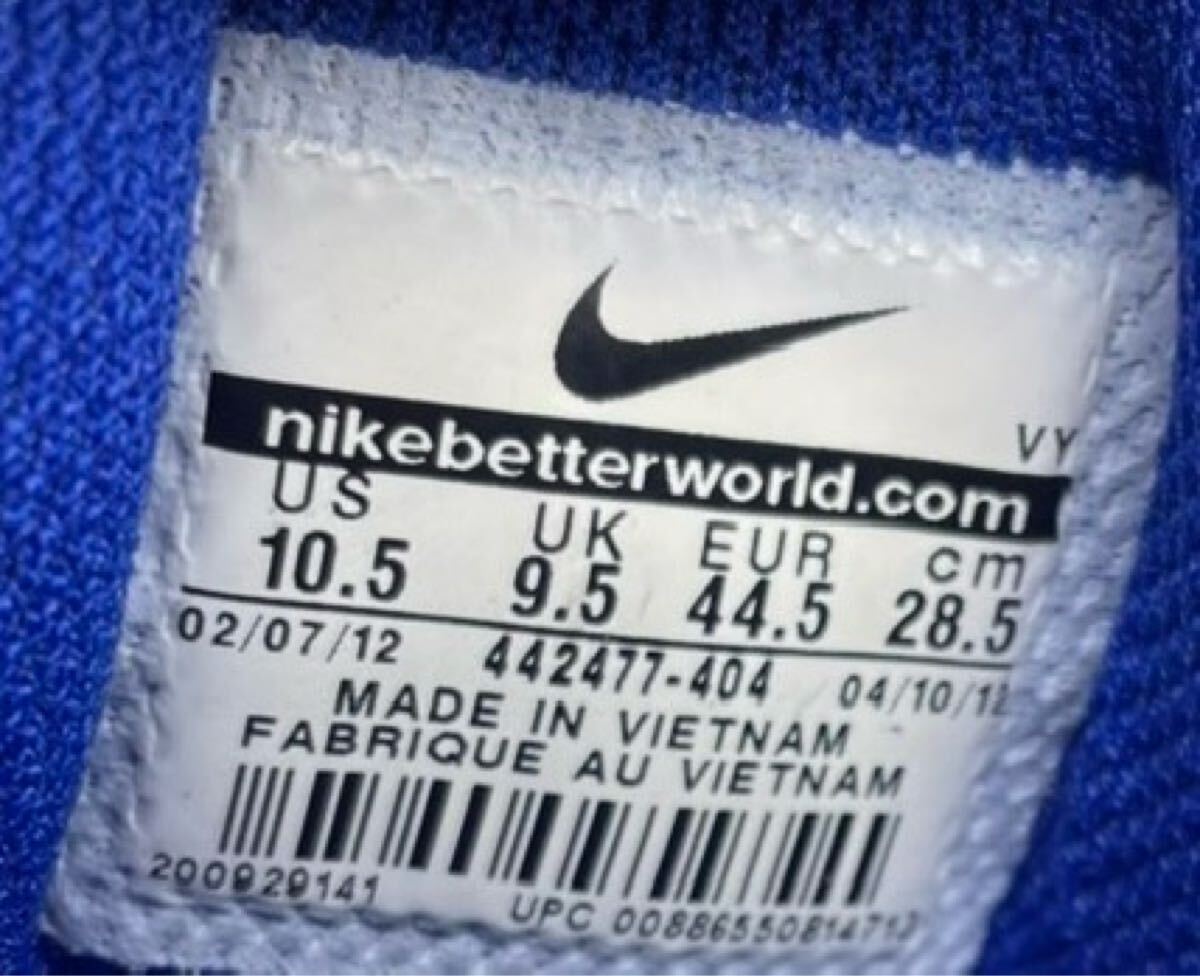 VY
nikebetterworld.com
US UK EUR cm
10.5 9.5 44.5 28.5
02/07/12 442477-404 04/10/12
MADE IN VIETNAM
FABRIQUE AU VIETNAM
200929141
UPC